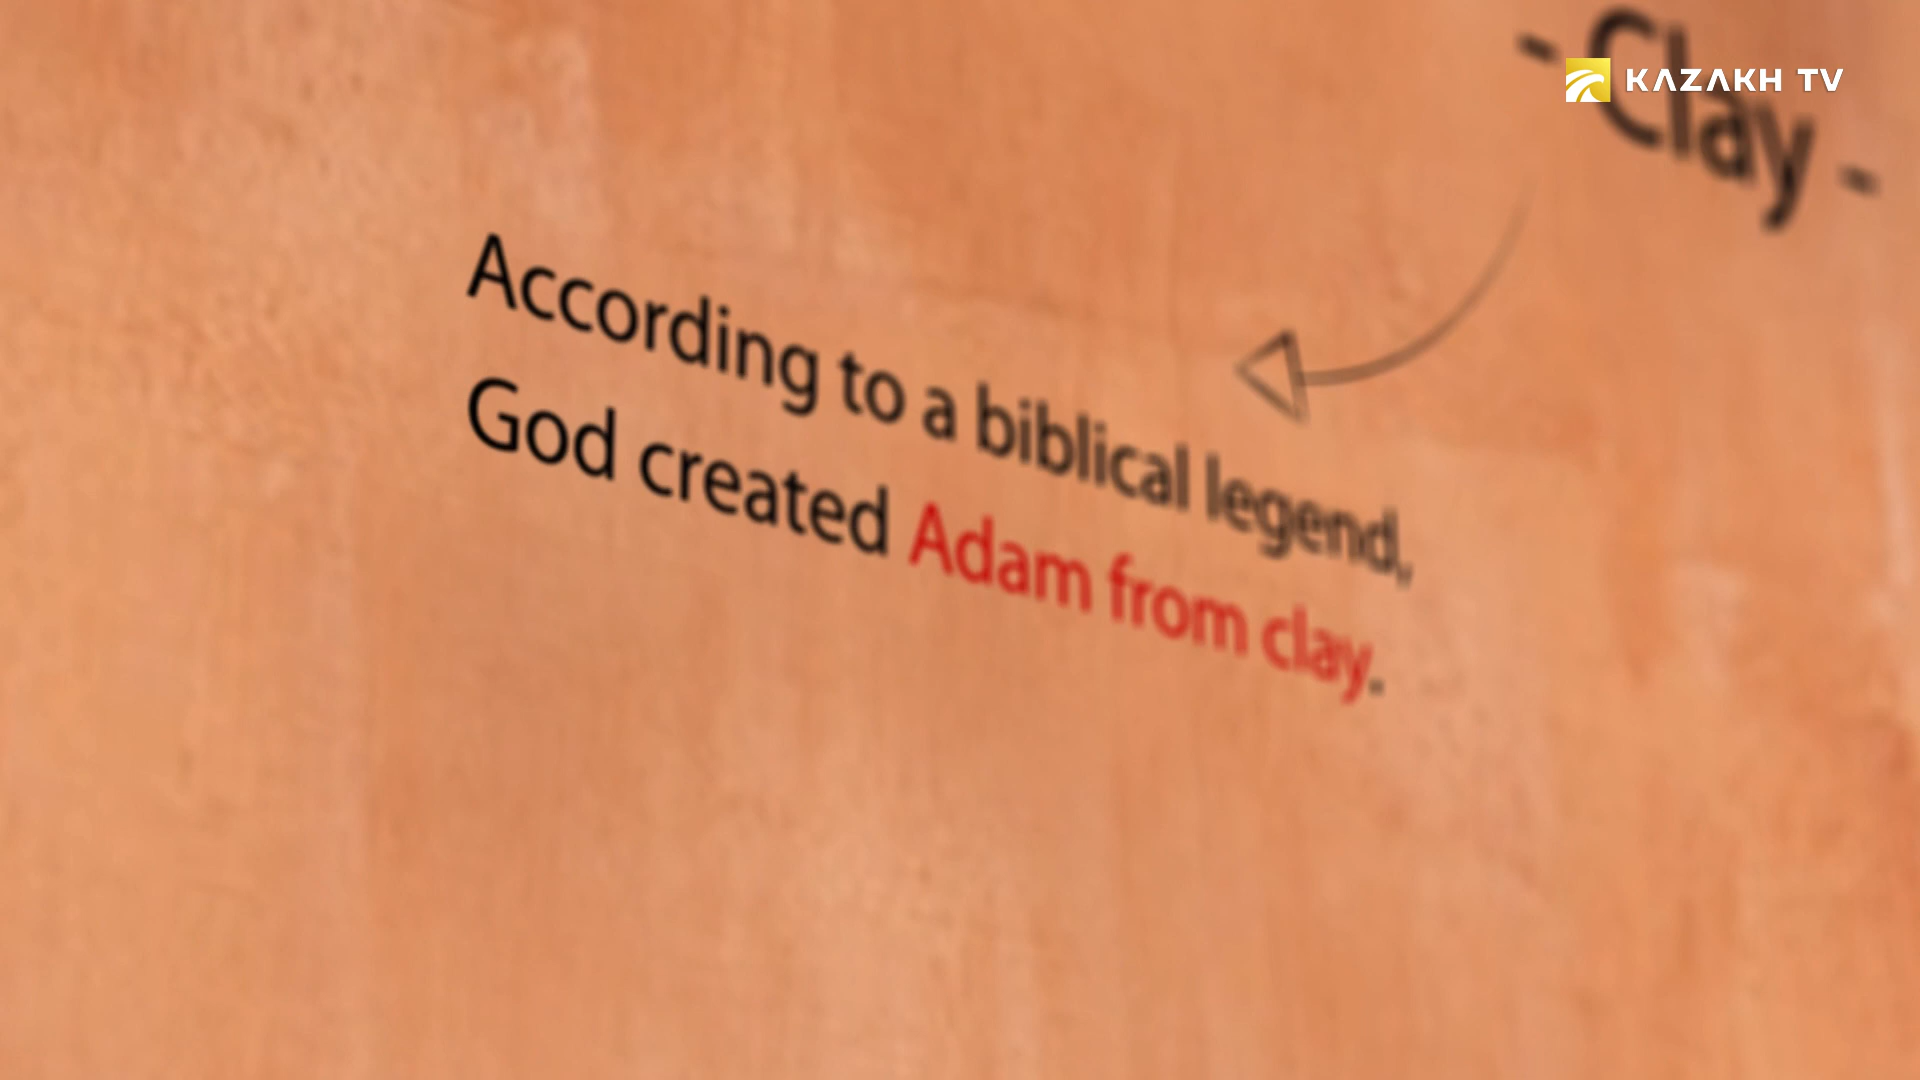 - Clay -
KAZAKH TV
According to a biblical legend,
God created Adam from clay.